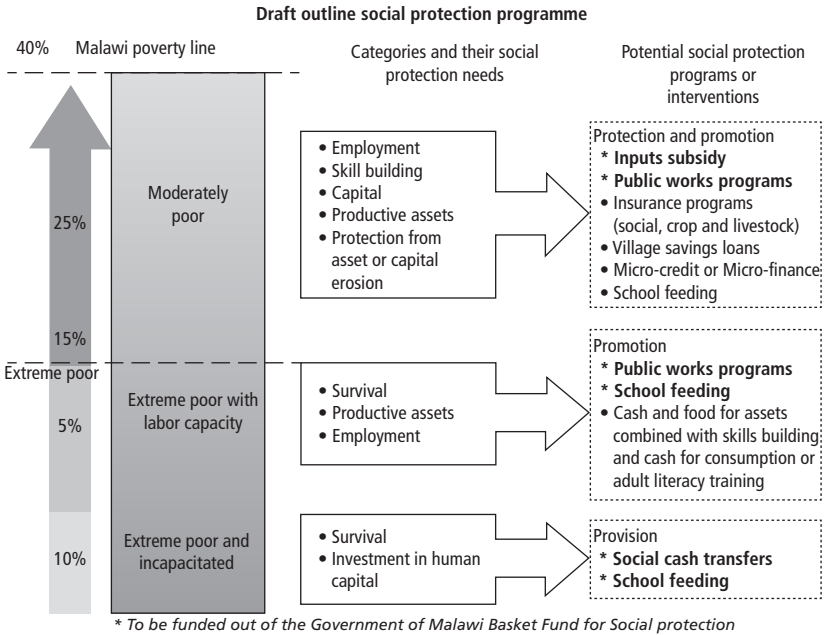 Draft outline social protection programme
40% Malawi poverty line
Categories and their social
protection needs
Potential social protection
programs or
interventions
25%
15%
Extreme poor
5%
10%
Moderately
poor
Extreme poor with
labor capacity
Extreme poor and
incapacitated
• Employment
• Skill building
• Capital
• Productive assets
• Protection from
asset or capital
erosion
Protection and promotion
* Inputs subsidy
* Public works programs
• Insurance programs
(social, crop and livestock)
• Village savings loans
• Micro-credit or Micro-finance
• School feeding
• Survival
• Productive assets
• Employment
Promotion
* Public works programs
* School feeding
• Cash and food for assets
combined with skills building
and cash for consumption or
adult literacy training
• Survival
• Investment in human
capital
Provision
* Social cash transfers
* School feeding
* To be funded out of the Government of Malawi Basket Fund for Social protection